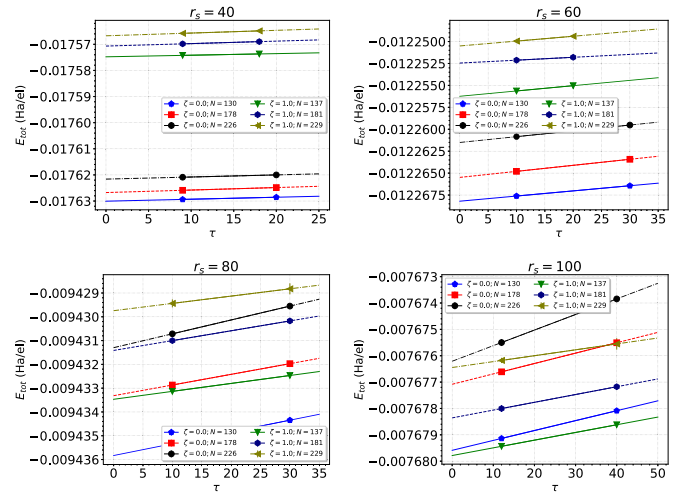 r_s = 40
E_tot (Ha/el)
−0.01757
−0.01758
−0.01759
−0.01760
−0.01761
−0.01762
−0.01763
ζ = 0.0; N = 130
ζ = 0.0; N = 178
ζ = 0.0; N = 226
ζ = 1.0; N = 137
ζ = 1.0; N = 181
ζ = 1.0; N = 229
0 5 10 15 20 25
τ
r_s = 60
E_tot (Ha/el)
−0.0122500
−0.0122525
−0.0122550
−0.0122575
−0.0122600
−0.0122625
−0.0122650
−0.0122675
ζ = 0.0; N = 130
ζ = 0.0; N = 178
ζ = 0.0; N = 226
ζ = 1.0; N = 137
ζ = 1.0; N = 181
ζ = 1.0; N = 229
0 5 10 15 20 25 30 35
τ
r_s = 80
E_tot (Ha/el)
−0.009429
−0.009430
−0.009431
−0.009432
−0.009433
−0.009434
−0.009435
−0.009436
ζ = 0.0; N = 130
ζ = 0.0; N = 178
ζ = 0.0; N = 226
ζ = 1.0; N = 137
ζ = 1.0; N = 181
ζ = 1.0; N = 229
0 5 10 15 20 25 30 35
τ
r_s = 100
E_tot (Ha/el)
−0.007673
−0.007674
−0.007675
−0.007676
−0.007677
−0.007678
−0.007679
−0.007680
ζ = 0.0; N = 130
ζ = 0.0; N = 178
ζ = 0.0; N = 226
ζ = 1.0; N = 137
ζ = 1.0; N = 181
ζ = 1.0; N = 229
0 10 20 30 40 50
τ